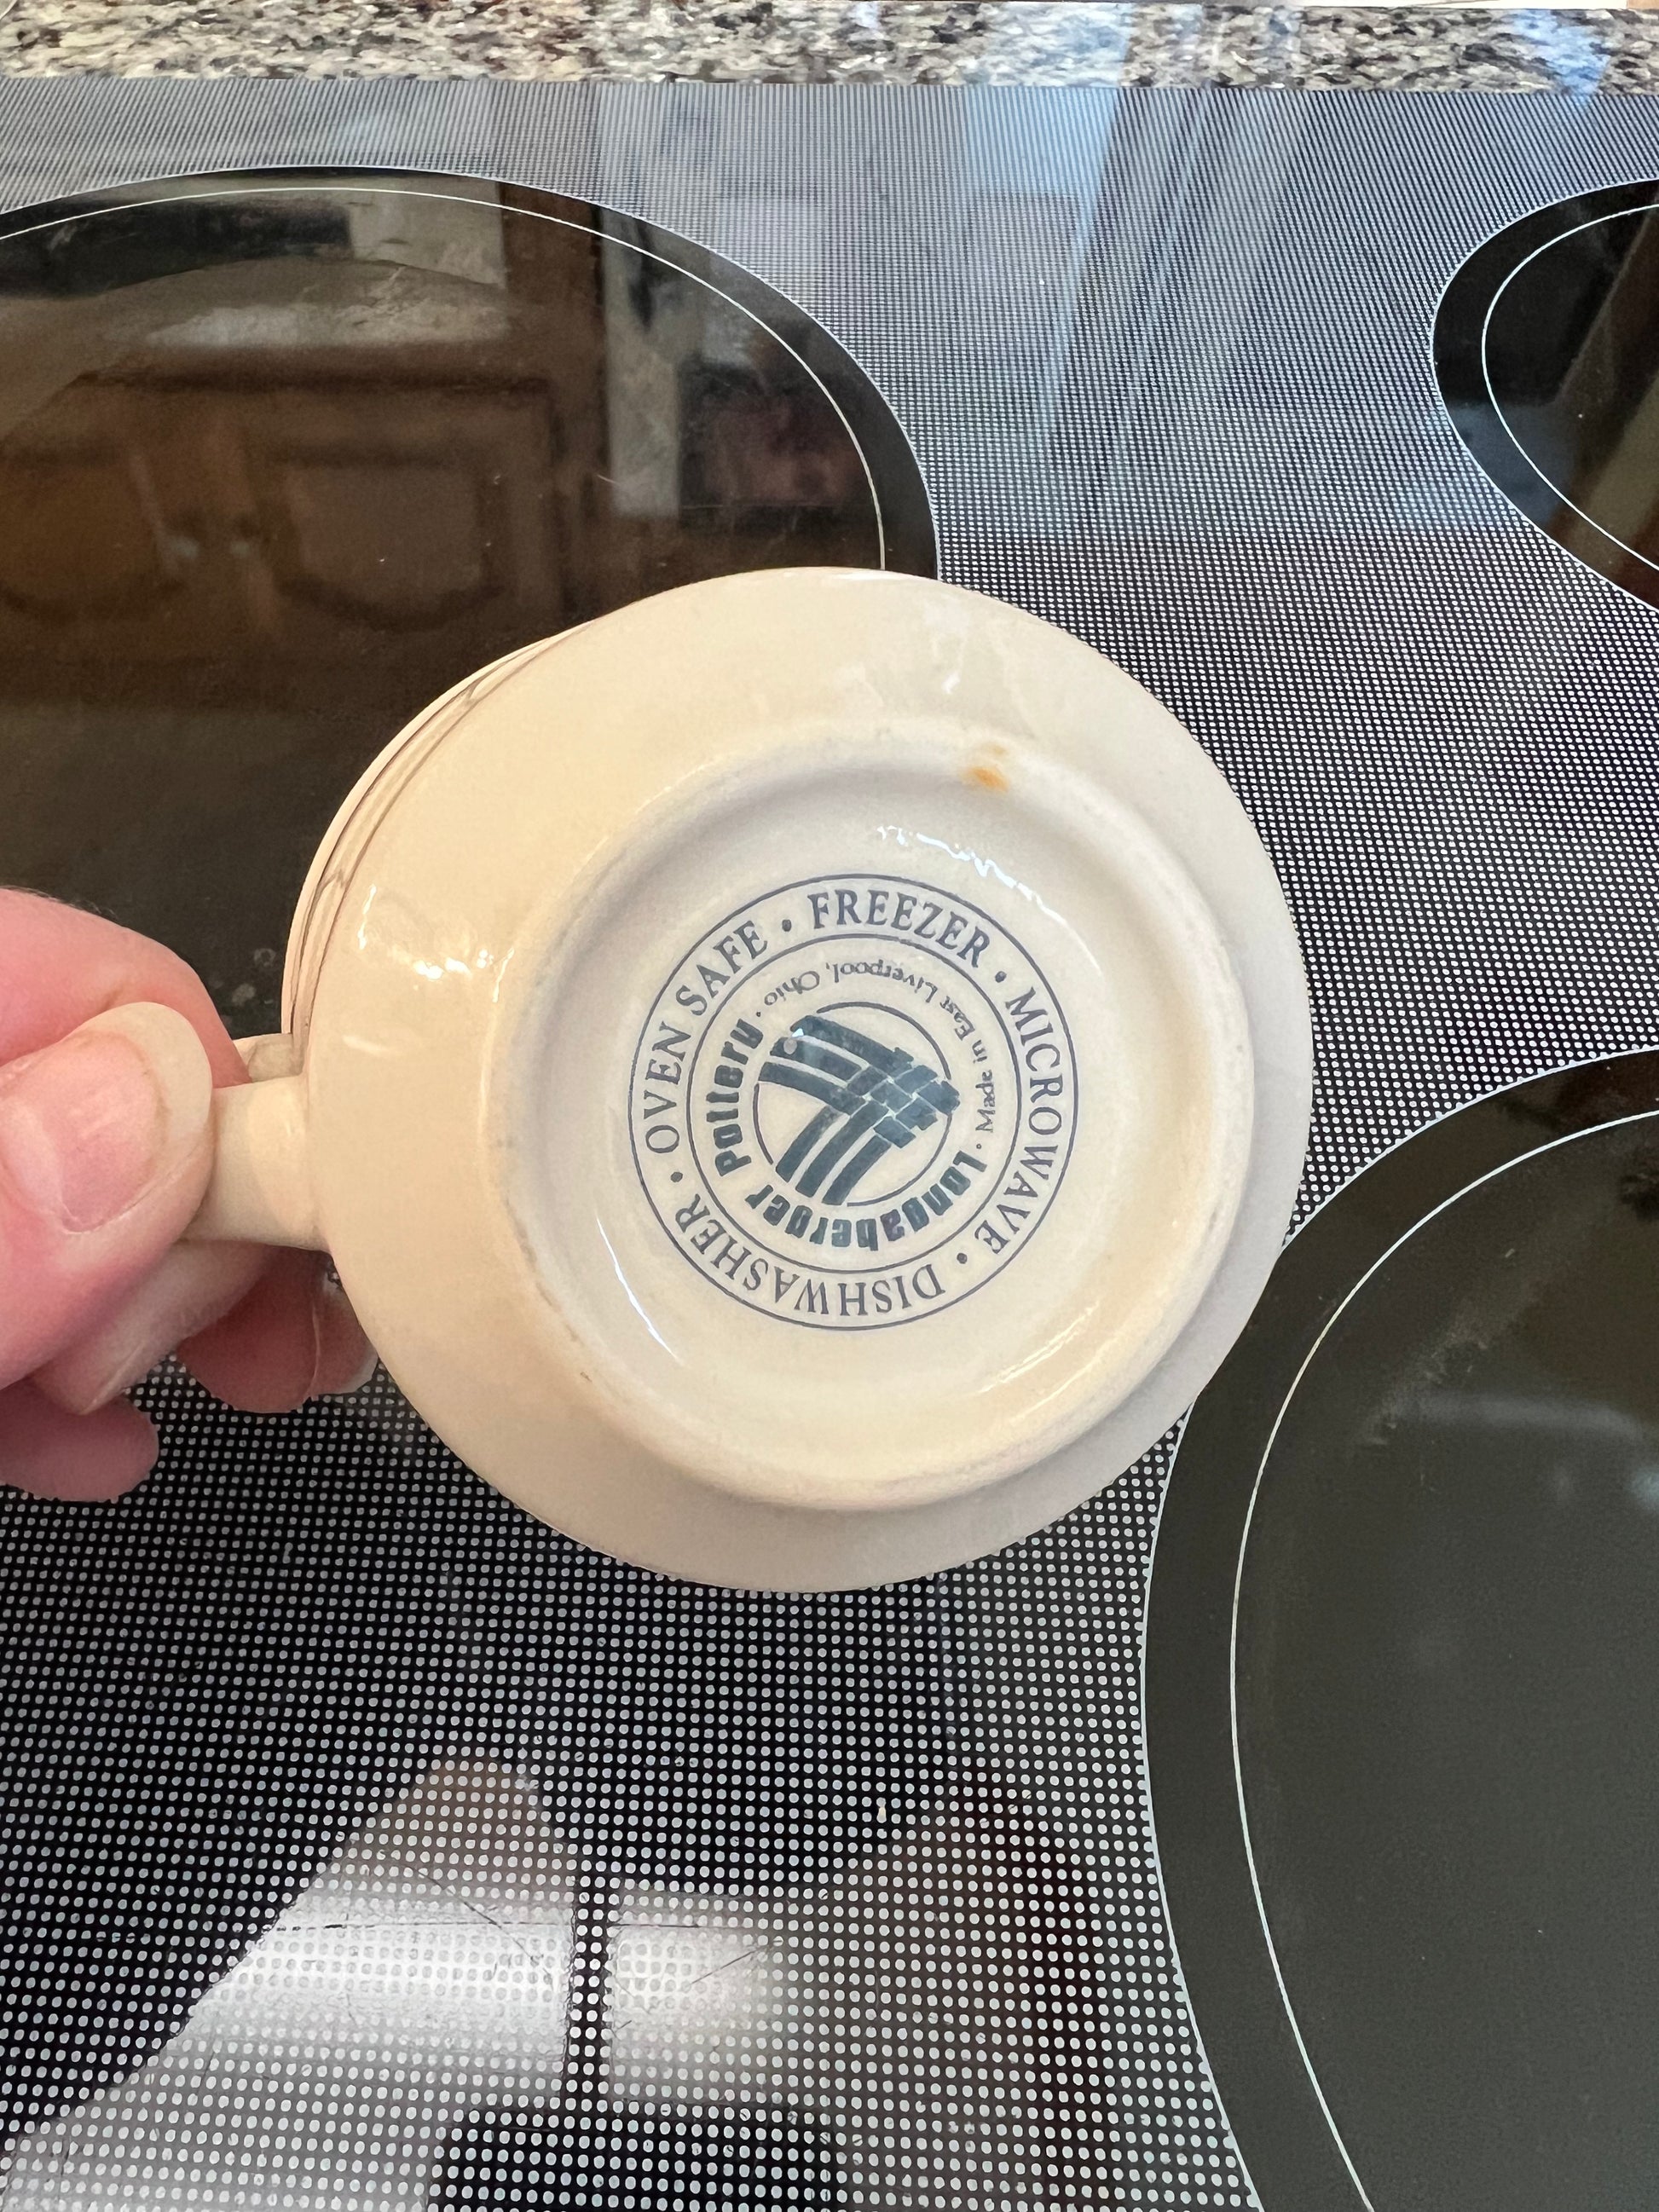 OVEN SAFE • FREEZER • MICROWAVE • DISHWASHER •
Longaberger Pottery •
Made in East Liverpool, Ohio •